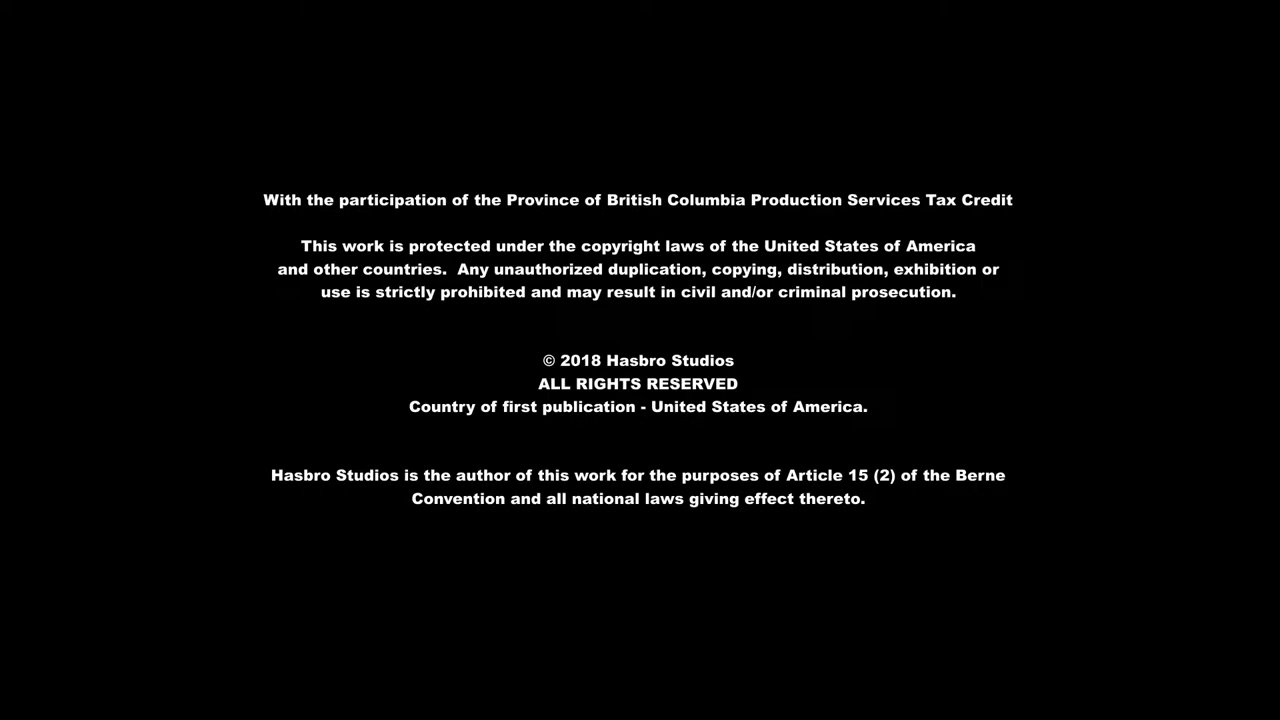 With the participation of the Province of British Columbia Production Services Tax Credit
This work is protected under the copyright laws of the United States of America
and other countries.  Any unauthorized duplication, copying, distribution, exhibition or
use is strictly prohibited and may result in civil and/or criminal prosecution.
© 2018 Hasbro Studios
ALL RIGHTS RESERVED
Country of first publication - United States of America.
Hasbro Studios is the author of this work for the purposes of Article 15 (2) of the Berne
Convention and all national laws giving effect thereto.